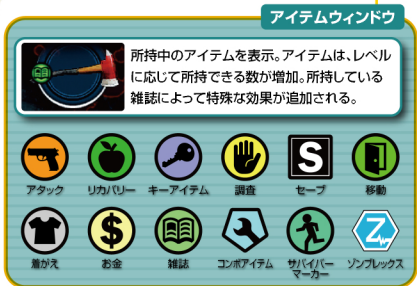 アイテムウィンドウ
所持中のアイテムを表示。アイテムは、レベル
に応じて所持できる数が増加。所持している
雑誌によって特殊な効果が追加される。
アタック リカバリー キーアイテム 調査 セーブ 移動
着がえ お金 雑誌 コンボアイテム サバイバー
マーカー ゾンブレックス